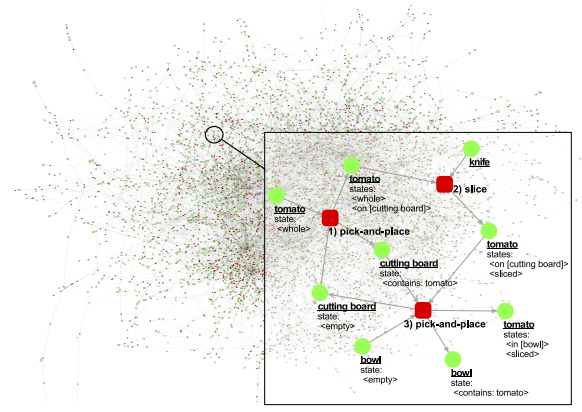 knife
tomato
states:
<whole>
<on [cutting board]>
2) slice
tomato
state:
<whole>
1) pick-and-place
tomato
states:
<on [cutting board]>
<sliced>
cutting board
state:
<contains: tomato>
cutting board
state:
<empty>
3) pick-and-place
tomato
states:
<in [bowl]>
<sliced>
bowl
state:
<empty>
bowl
state:
<contains: tomato>